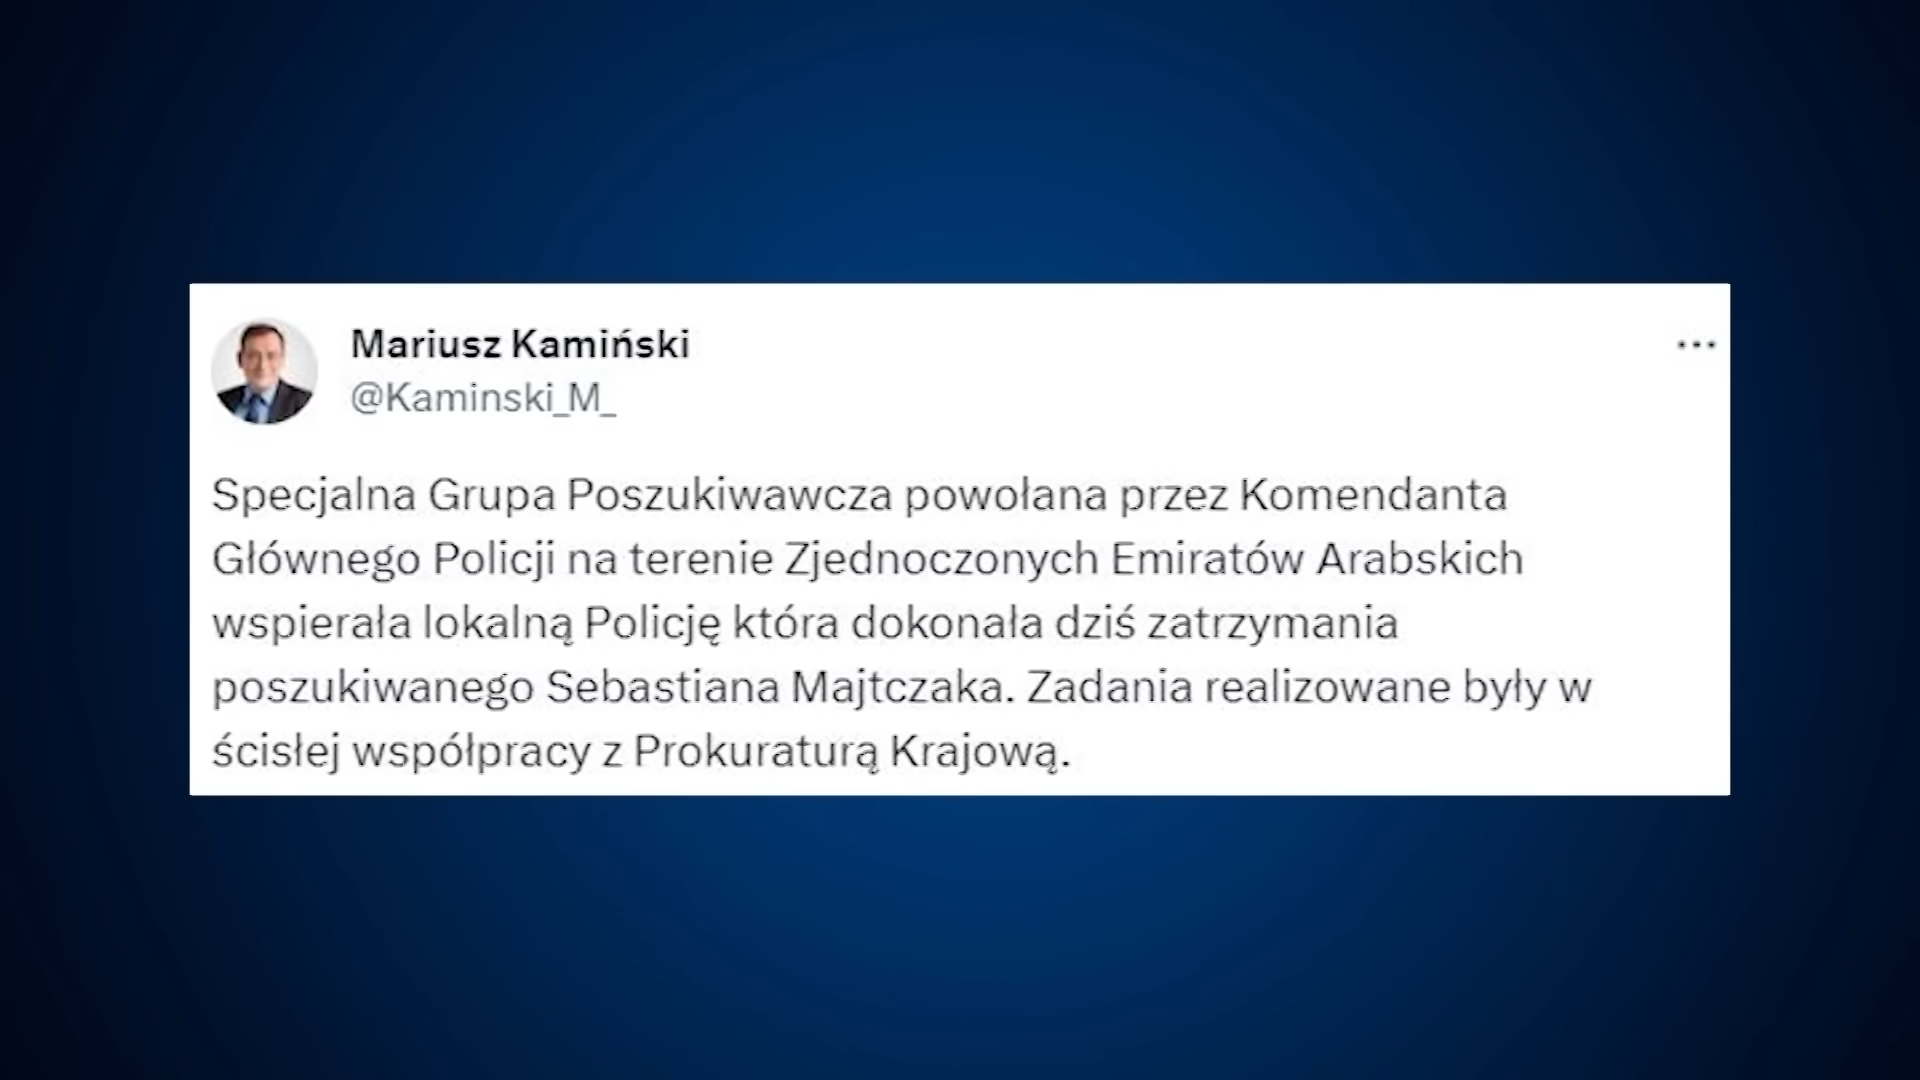 Mariusz Kamiński
@Kaminski_M_
Specjalna Grupa Poszukiwawcza powołana przez Komendanta
Głównego Policji na terenie Zjednoczonych Emiratów Arabskich
wspierała lokalną Policję która dokonała dziś zatrzymania
poszukiwanego Sebastiana Majtczaka. Zadania realizowane były w
ścisłej współpracy z Prokuraturą Krajową.